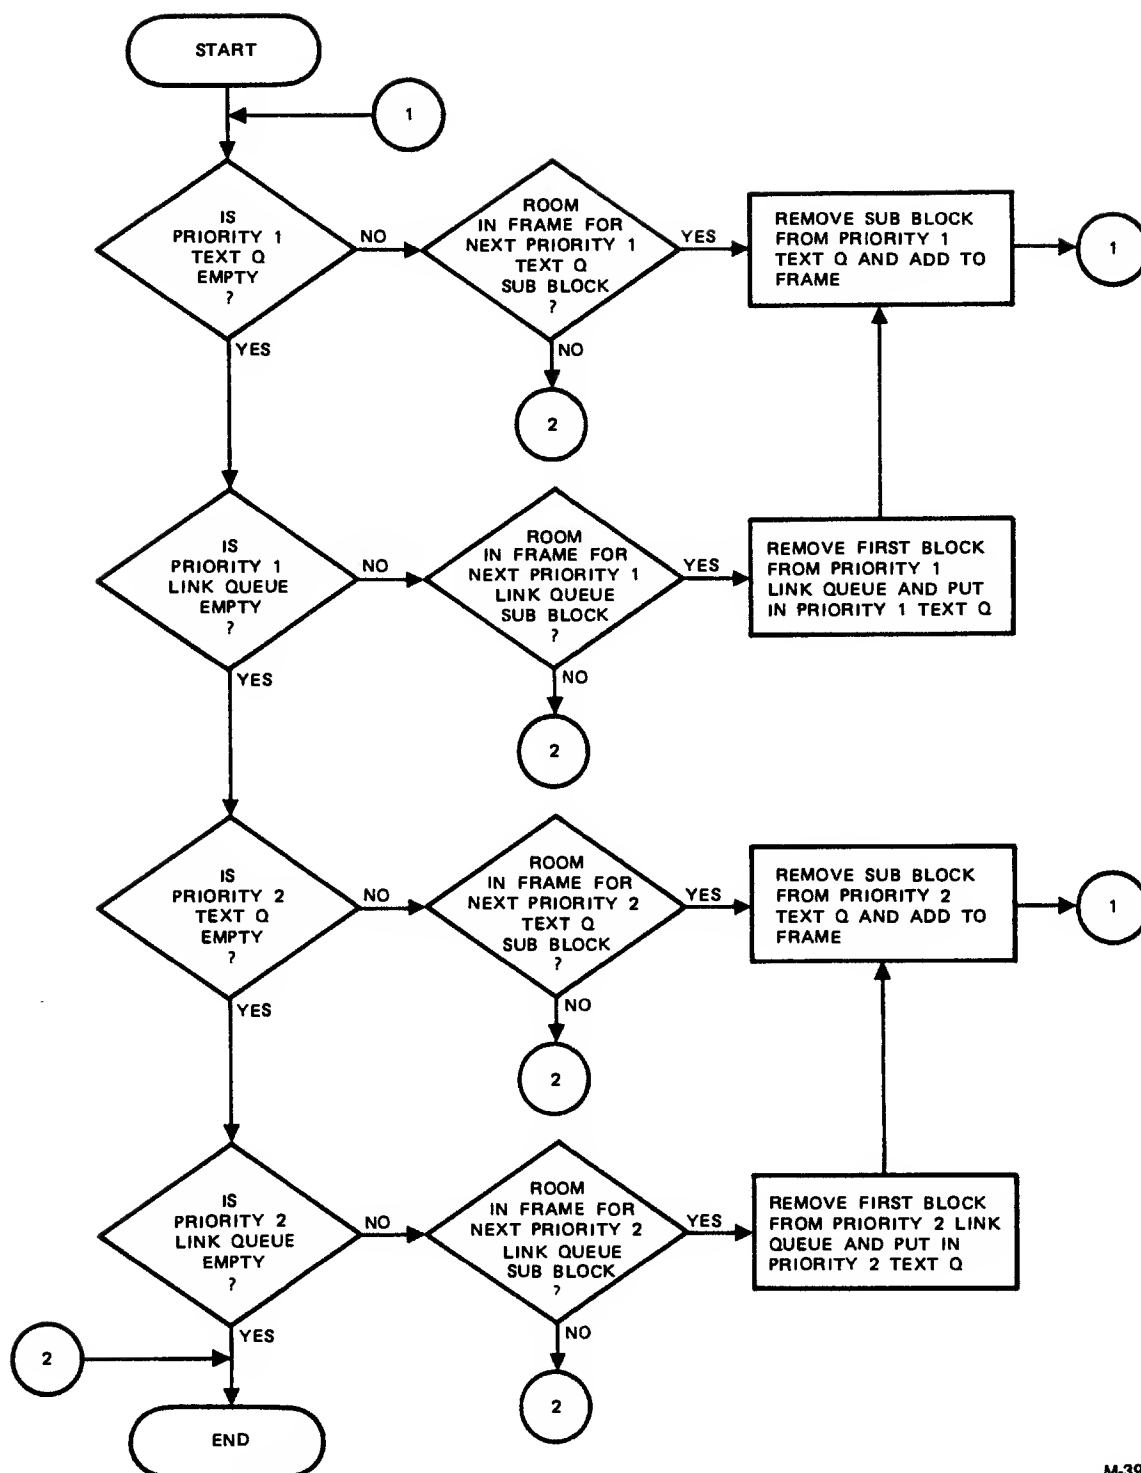 START
1
IS
PRIORITY 1
TEXT Q
EMPTY
?
NO
YES
ROOM
IN FRAME FOR
NEXT PRIORITY 1
TEXT Q
SUB BLOCK
?
YES
NO
2
REMOVE SUB BLOCK
FROM PRIORITY 1
TEXT Q AND ADD TO
FRAME
1
IS
PRIORITY 1
LINK QUEUE
EMPTY
?
NO
YES
ROOM
IN FRAME FOR
NEXT PRIORITY 1
LINK QUEUE
SUB BLOCK
?
YES
NO
2
REMOVE FIRST BLOCK
FROM PRIORITY 1
LINK QUEUE AND PUT
IN PRIORITY 1 TEXT Q
IS
PRIORITY 2
TEXT Q
EMPTY
?
NO
YES
ROOM
IN FRAME FOR
NEXT PRIORITY 2
TEXT Q
SUB BLOCK
?
YES
NO
2
REMOVE SUB BLOCK
FROM PRIORITY 2
TEXT Q AND ADD TO
FRAME
1
IS
PRIORITY 2
LINK QUEUE
EMPTY
?
NO
YES
ROOM
IN FRAME FOR
NEXT PRIORITY 2
LINK QUEUE
SUB BLOCK
?
YES
NO
2
REMOVE FIRST BLOCK
FROM PRIORITY 2 LINK
QUEUE AND PUT IN
PRIORITY 2 TEXT Q
2
END
M-39